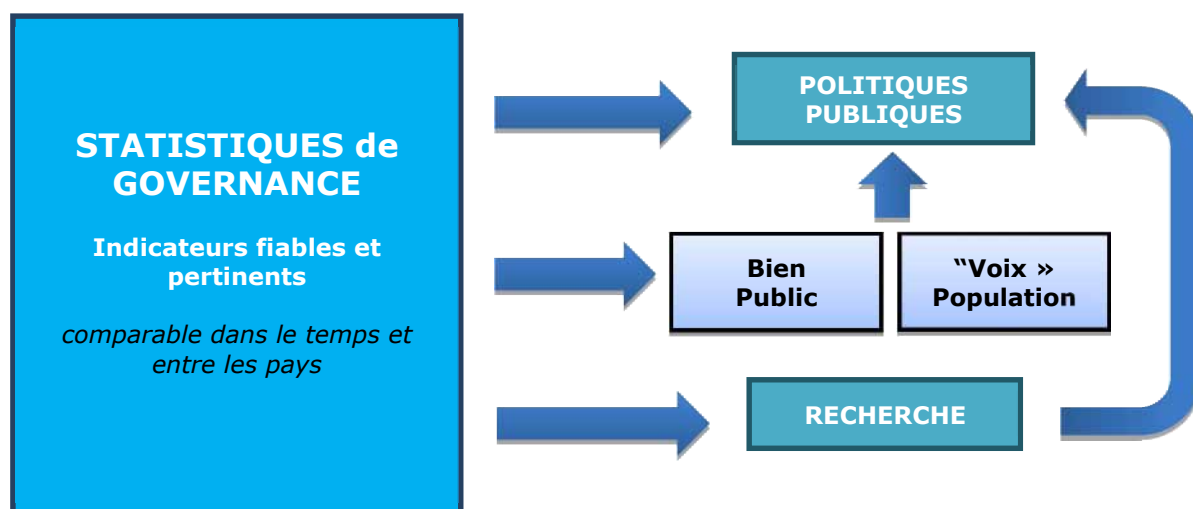 STATISTIQUES de
GOVERNANCE
Indicateurs fiables et
pertinents
comparable dans le temps et
entre les pays
POLITIQUES
PUBLIQUES
Bien
Public
“Voix »
Population
RECHERCHE